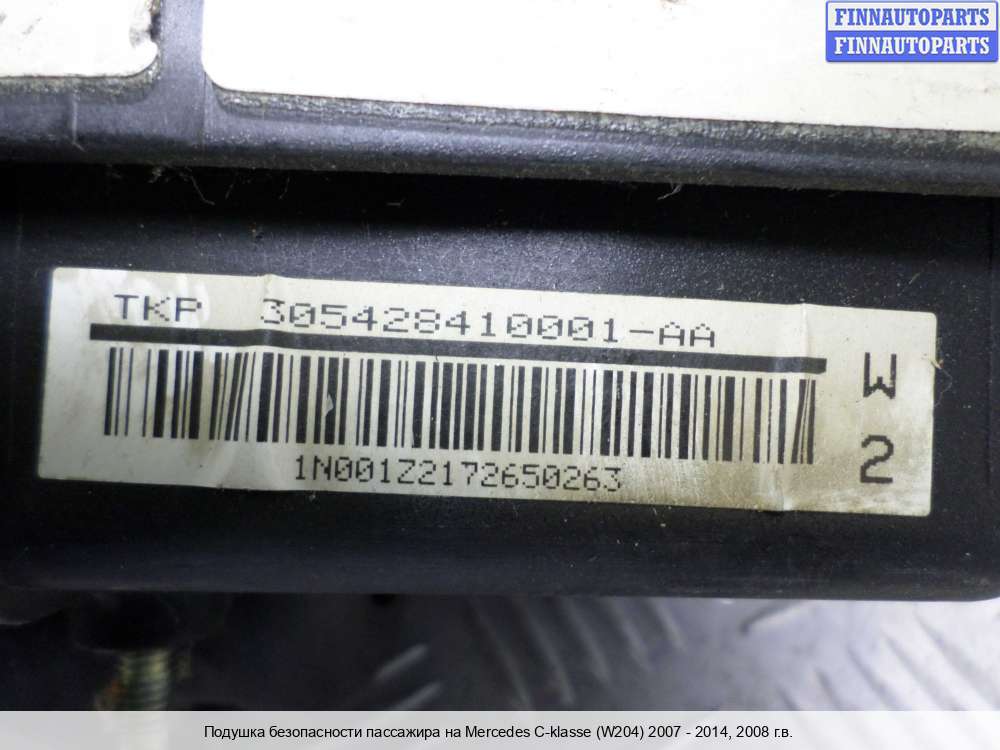 FINNAUTOPARTS
FINNAUTOPARTS
TKP 305428410001-AA
W
2
1N001Z2172650263
Подушка безопасности пассажира на Mercedes C-klasse (W204) 2007 - 2014, 2008 г.в.